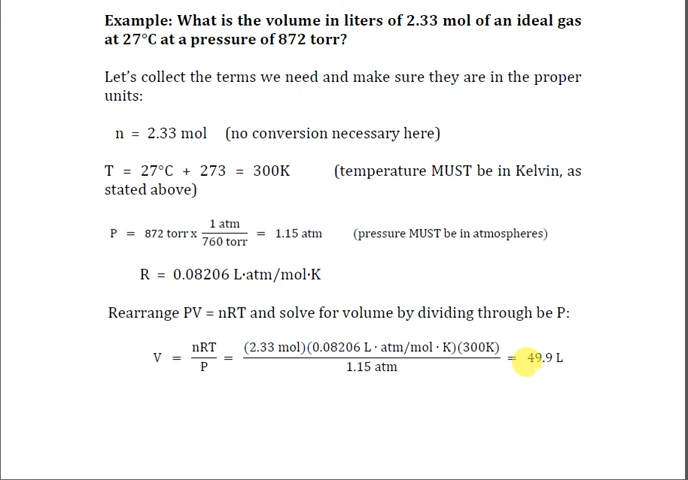 Example: What is the volume in liters of 2.33 mol of an ideal gas
at 27°C at a pressure of 872 torr?
Let's collect the terms we need and make sure they are in the proper
units:
n = 2.33 mol (no conversion necessary here)
T = 27°C + 273 = 300K (temperature MUST be in Kelvin, as
stated above)
P = 872 torr x 1 atm / 760 torr = 1.15 atm (pressure MUST be in atmospheres)
R = 0.08206 L·atm/mol·K
Rearrange PV = nRT and solve for volume by dividing through be P:
V = nRT / P = (2.33 mol)(0.08206 L · atm/mol · K)(300K) / 1.15 atm = 49.9 L